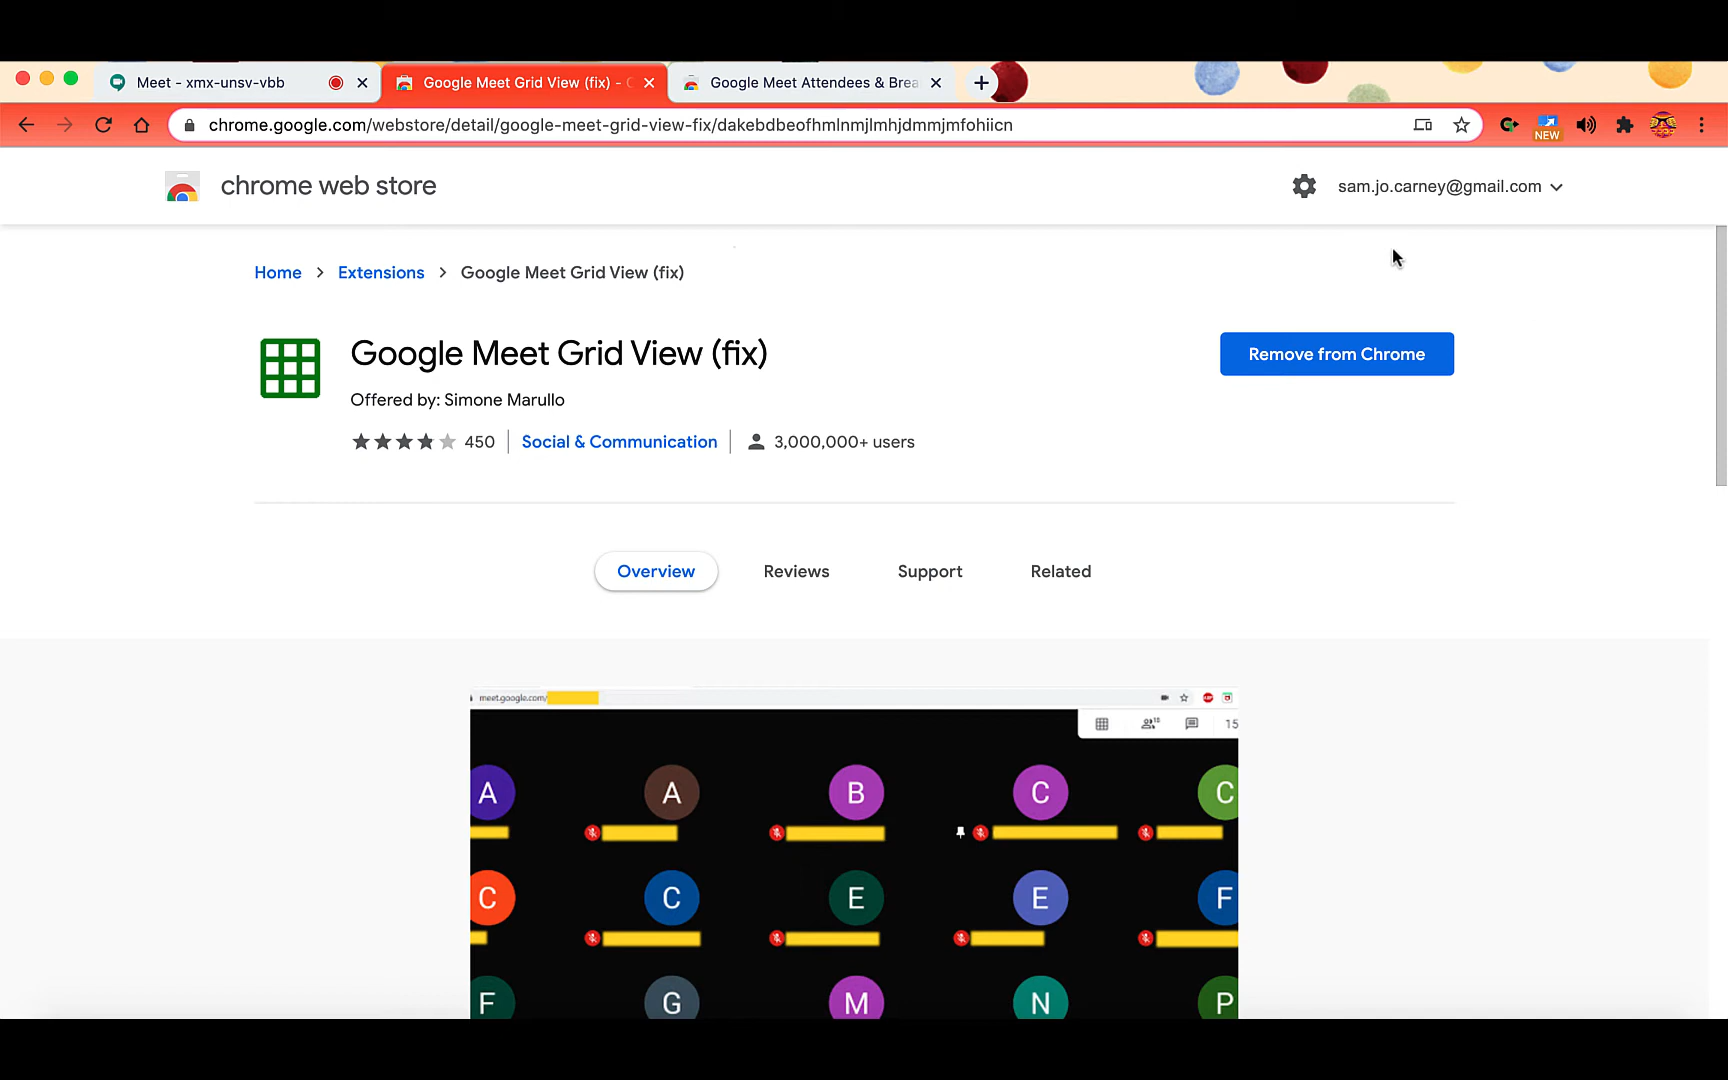 Meet - xmx-unsv-vbb
Google Meet Grid View (fix) -
Google Meet Attendees & Brea
chrome.google.com/webstore/detail/google-meet-grid-view-fix/dakebdbeofhmlnmjlmhjdmmjmfohiicn
NEW
chrome web store
sam.jo.carney@gmail.com
Home > Extensions > Google Meet Grid View (fix)
Google Meet Grid View (fix)
Remove from Chrome
Offered by: Simone Marullo
450 | Social & Communication | 3,000,000+ users
Overview Reviews Support Related
meet.google.com/
15
A A B C C
C C E E F
F G M N P